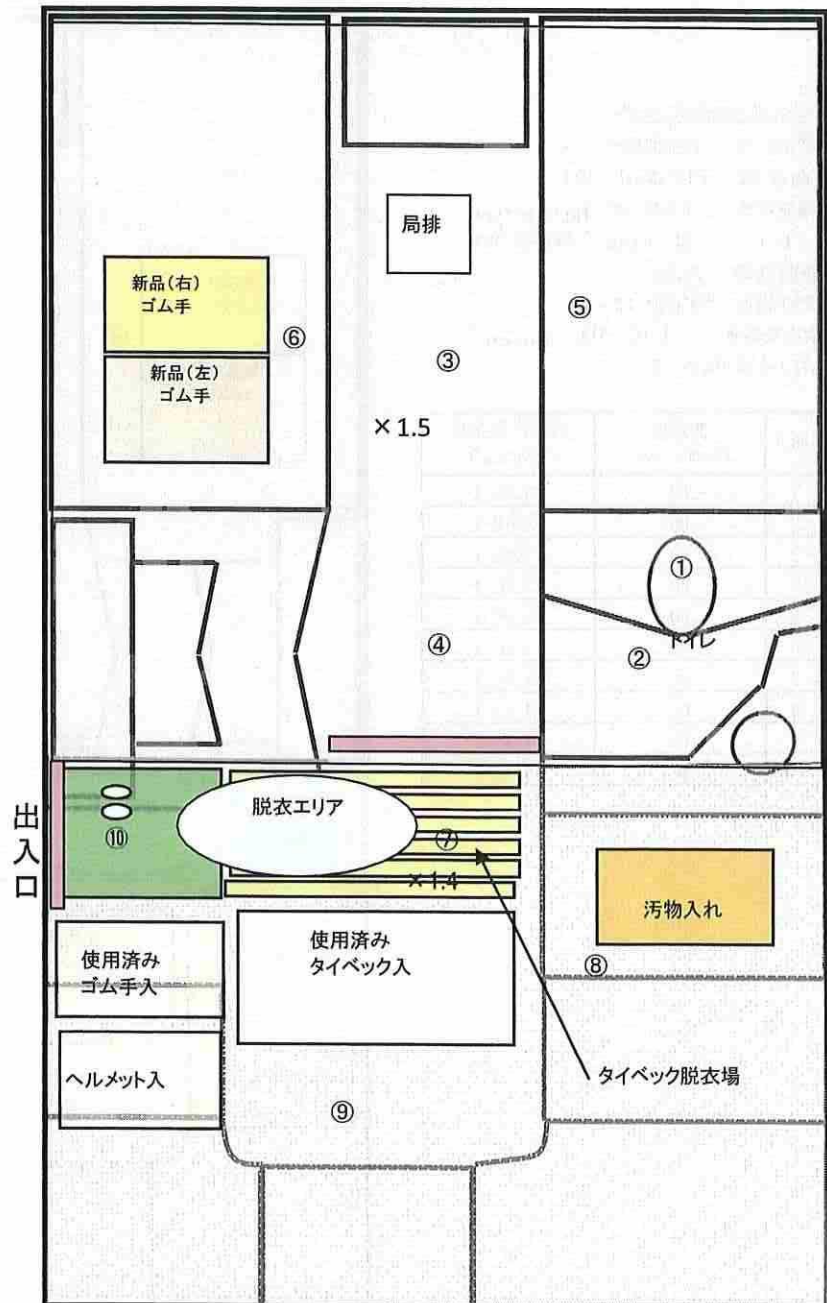 局排
新品(右)
ゴム手
⑥
新品(左)
ゴム手
⑤
③
×1.5
①
トイレ
②
④
出入口
⑩
脱衣エリア
⑦
×1.4
汚物入れ
使用済み
ゴム手入
使用済み
タイベック入
⑧
ヘルメット入
タイベック脱衣場
⑨